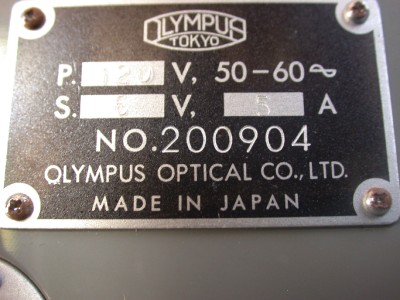 OLYMPUS
TOKYO
P. 120 V, 50-60~
S. 6 V, 5 A
NO.200904
OLYMPUS OPTICAL CO., LTD.
MADE IN JAPAN